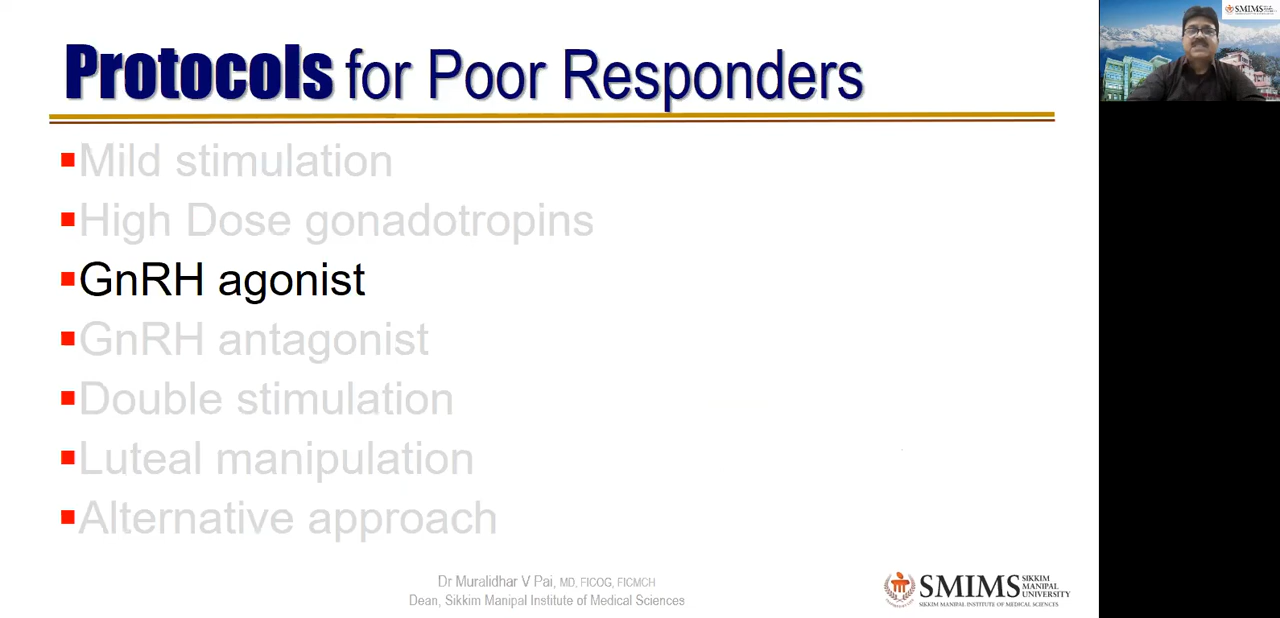 Protocols for Poor Responders
Mild stimulation
High Dose gonadotropins
GnRH agonist
GnRH antagonist
Double stimulation
Luteal manipulation
Alternative approach
Dr Muralidhar V Pai, MD, FICOG, FICMCH
Dean, Sikkim Manipal Institute of Medical Sciences
SMIMS SIKKIM
MANIPAL
UNIVERSITY
SIKKIM MANIPAL INSTITUTE OF MEDICAL SCIENCES
SMIMS